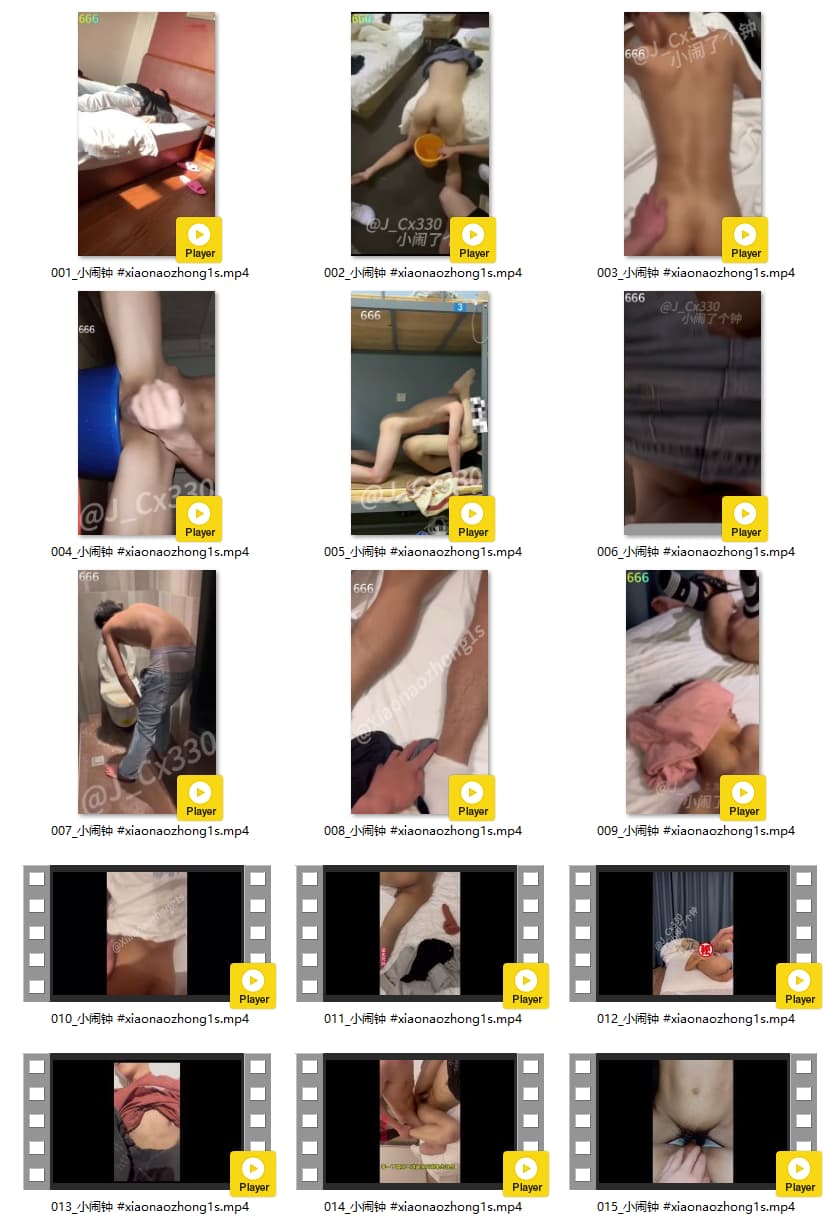 666
@J_Cx330
小闹了
Player
Player
666
@J_Cx330
小闹了个钟
Player
001_小闹钟 #xiaonaozhong1s.mp4
002_小闹钟 #xiaonaozhong1s.mp4
003_小闹钟 #xiaonaozhong1s.mp4
666
@J_Cx330
Player
666
3
@J_Cx330
Player
666
@J_Cx330
小闹了个钟
Player
004_小闹钟 #xiaonaozhong1s.mp4
005_小闹钟 #xiaonaozhong1s.mp4
006_小闹钟 #xiaonaozhong1s.mp4
666
@J_Cx330
Player
666
@xiaonaozhong1s
Player
666
Player
007_小闹钟 #xiaonaozhong1s.mp4
008_小闹钟 #xiaonaozhong1s.mp4
009_小闹钟 #xiaonaozhong1s.mp4
Player
Player
@J_Cx330
小闹了个钟
Player
010_小闹钟 #xiaonaozhong1s.mp4
011_小闹钟 #xiaonaozhong1s.mp4
012_小闹钟 #xiaonaozhong1s.mp4
Player
Player
Player
013_小闹钟 #xiaonaozhong1s.mp4
014_小闹钟 #xiaonaozhong1s.mp4
015_小闹钟 #xiaonaozhong1s.mp4